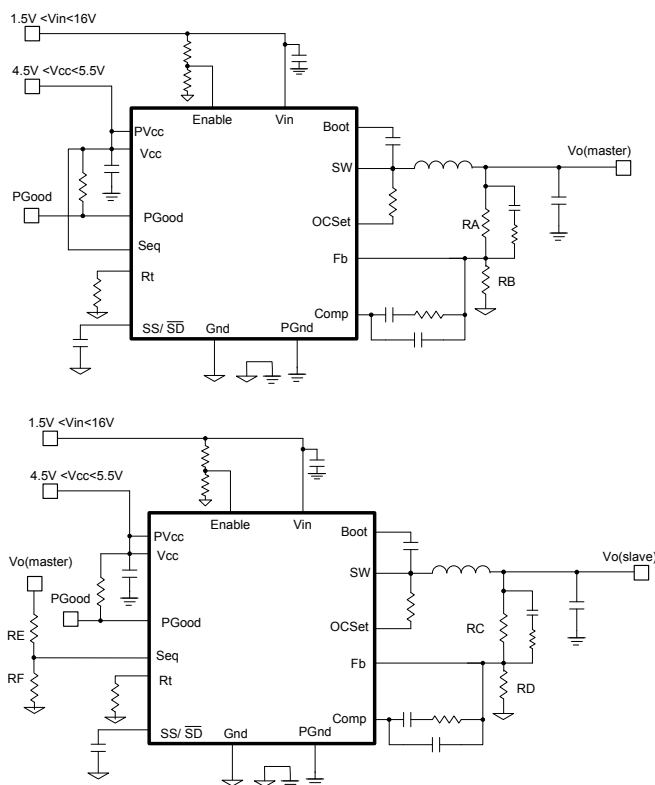 1.5V <Vin<16V
4.5V <Vcc<5.5V
Enable
Vin
PVcc
Boot
Vcc
Vo(master)
SW
PGood
PGood
OCSet
RA
Seq
Fb
Rt
RB
Comp
SS/ SD
Gnd
PGnd
1.5V <Vin<16V
4.5V <Vcc<5.5V
Enable
Vin
PVcc
Boot
Vo(master)
Vcc
Vo(slave)
SW
PGood
PGood
OCSet
RC
RE
Seq
Fb
RF
Rt
RD
Comp
SS/ SD
Gnd
PGnd